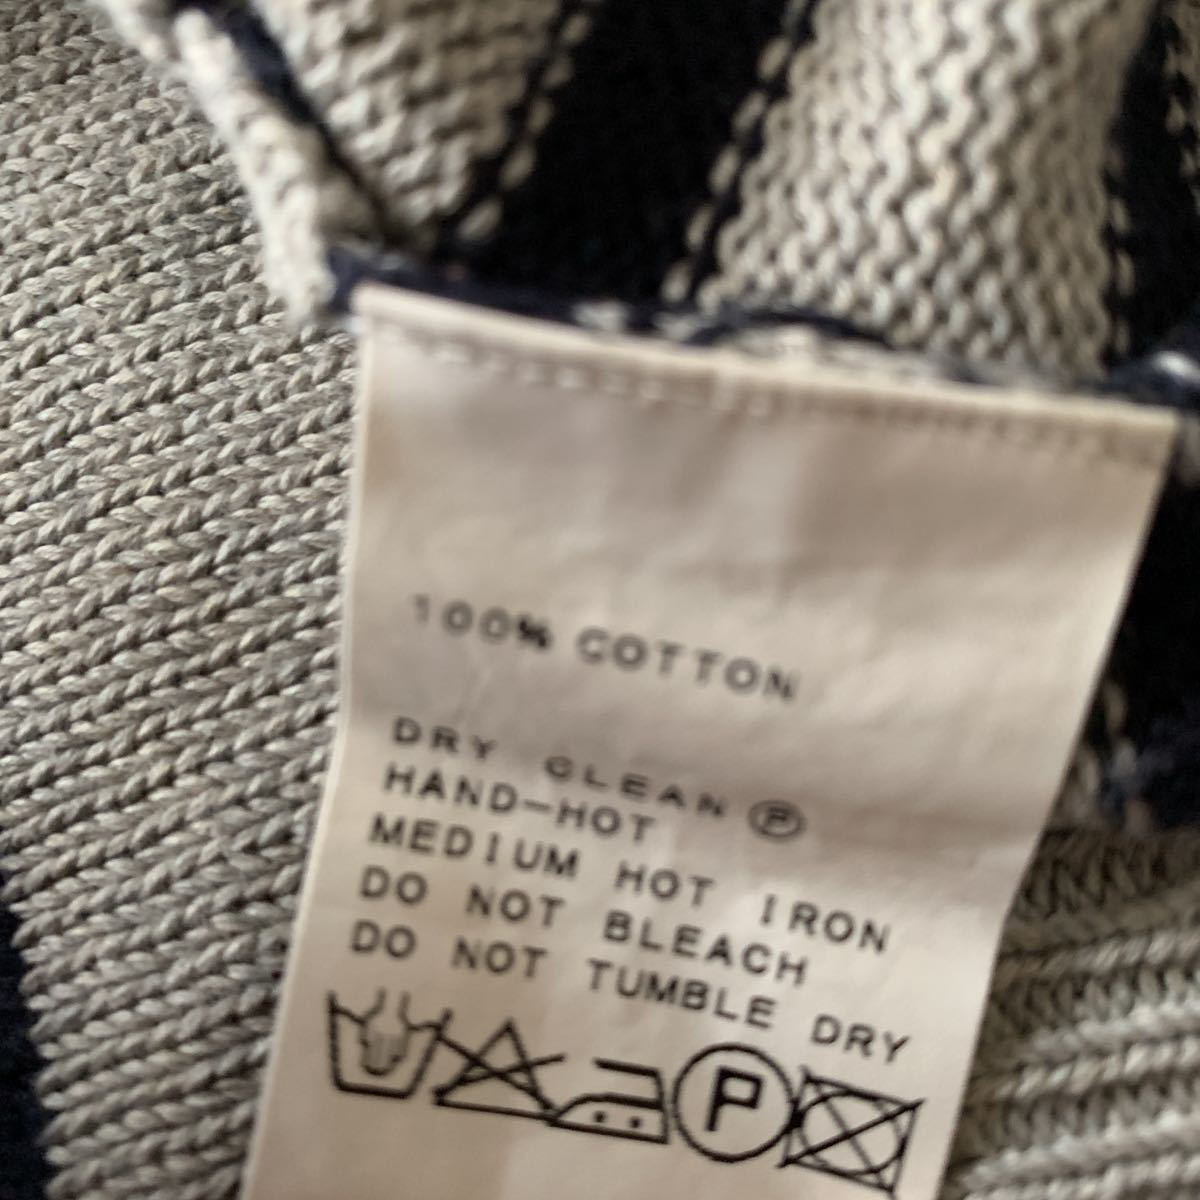 100% COTTON
DRY CLEAN Ⓟ
HAND-HOT
MEDIUM HOT IRON
DO NOT BLEACH
DO NOT TUMBLE DRY
P